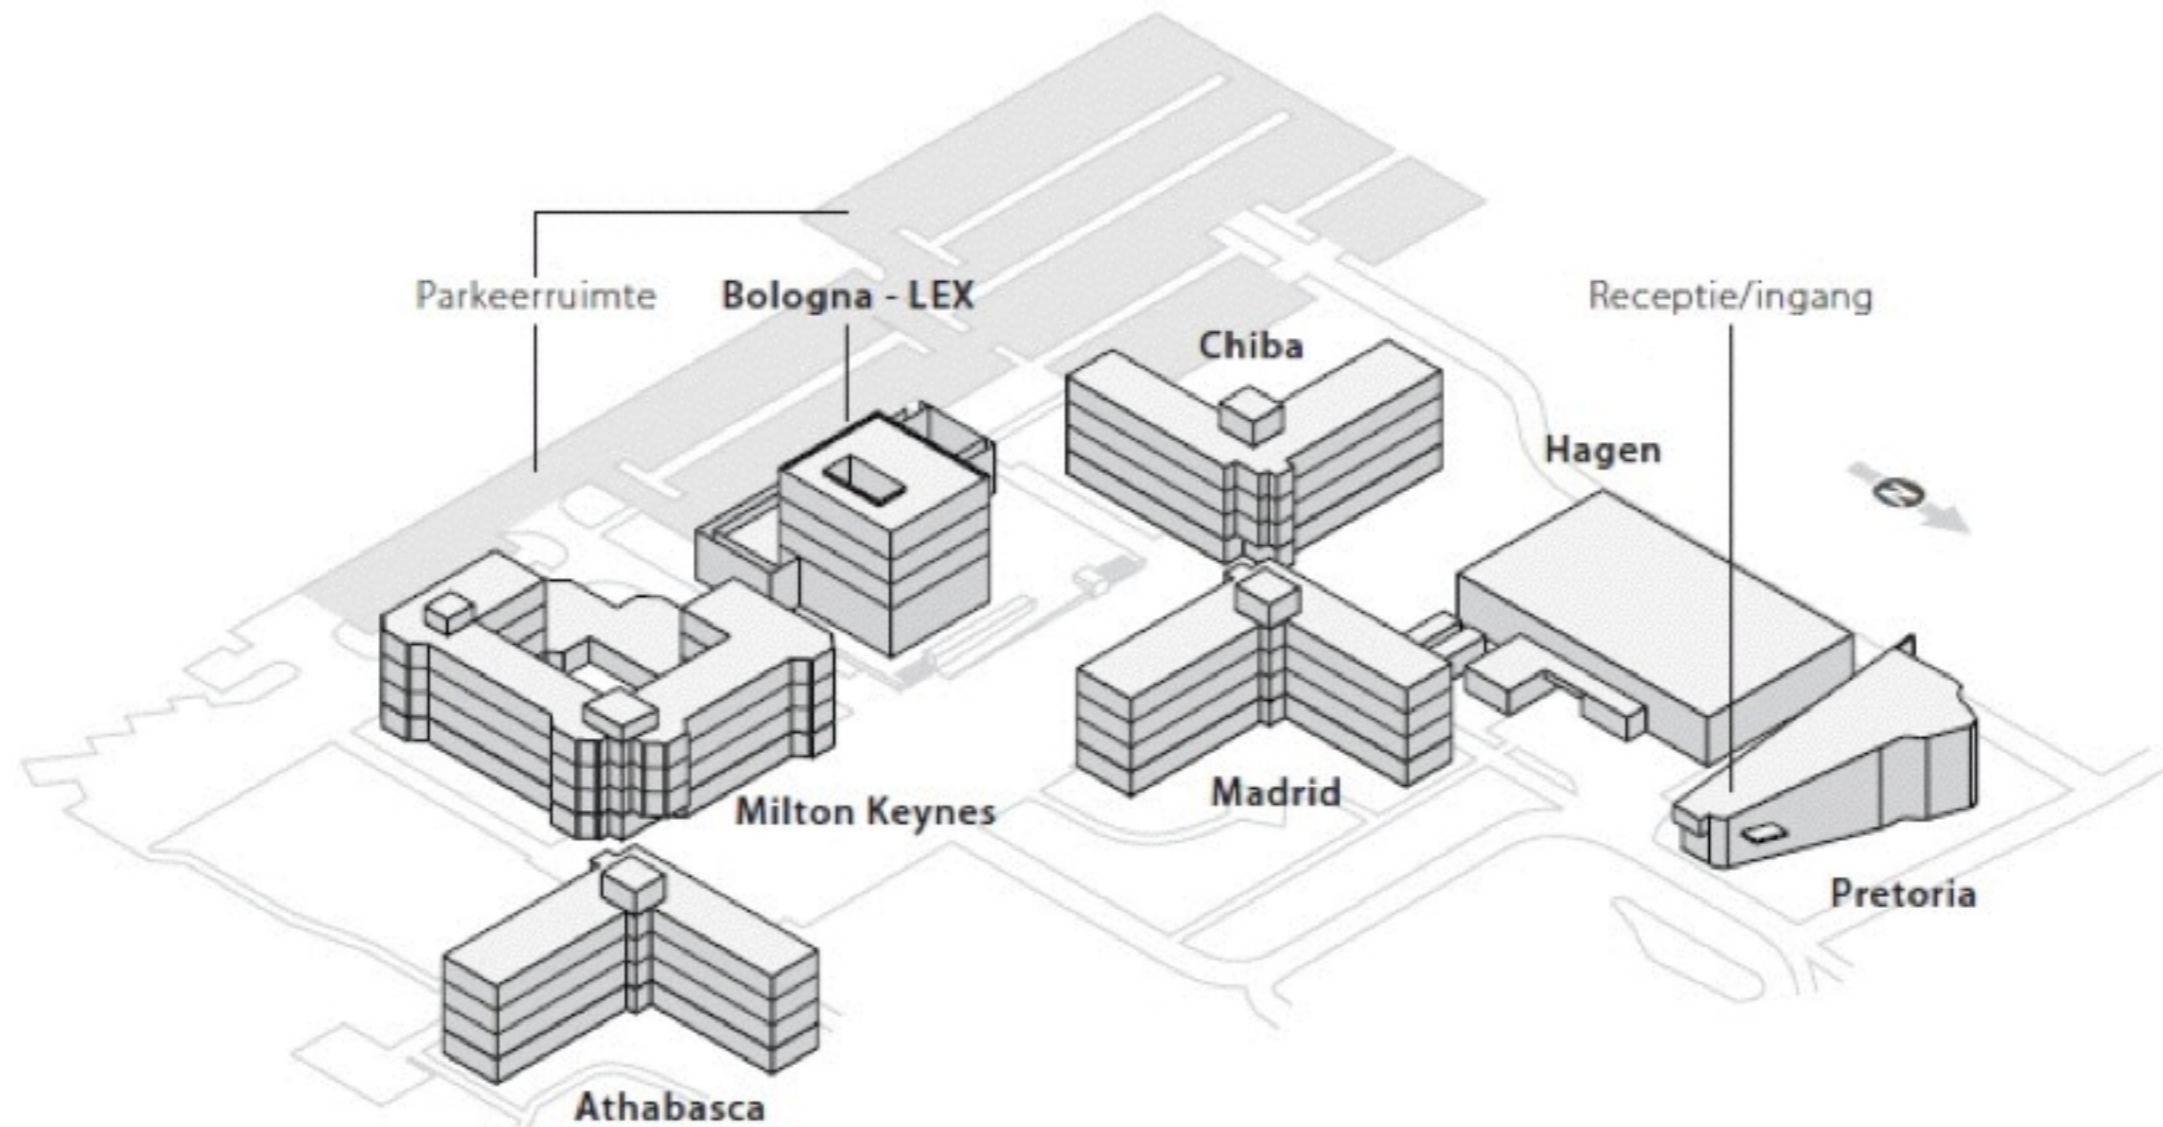 Parkeerruimte
Bologna - LEX
Receptie/ingang
Chiba
Hagen
N
Madrid
Milton Keynes
Pretoria
Athabasca